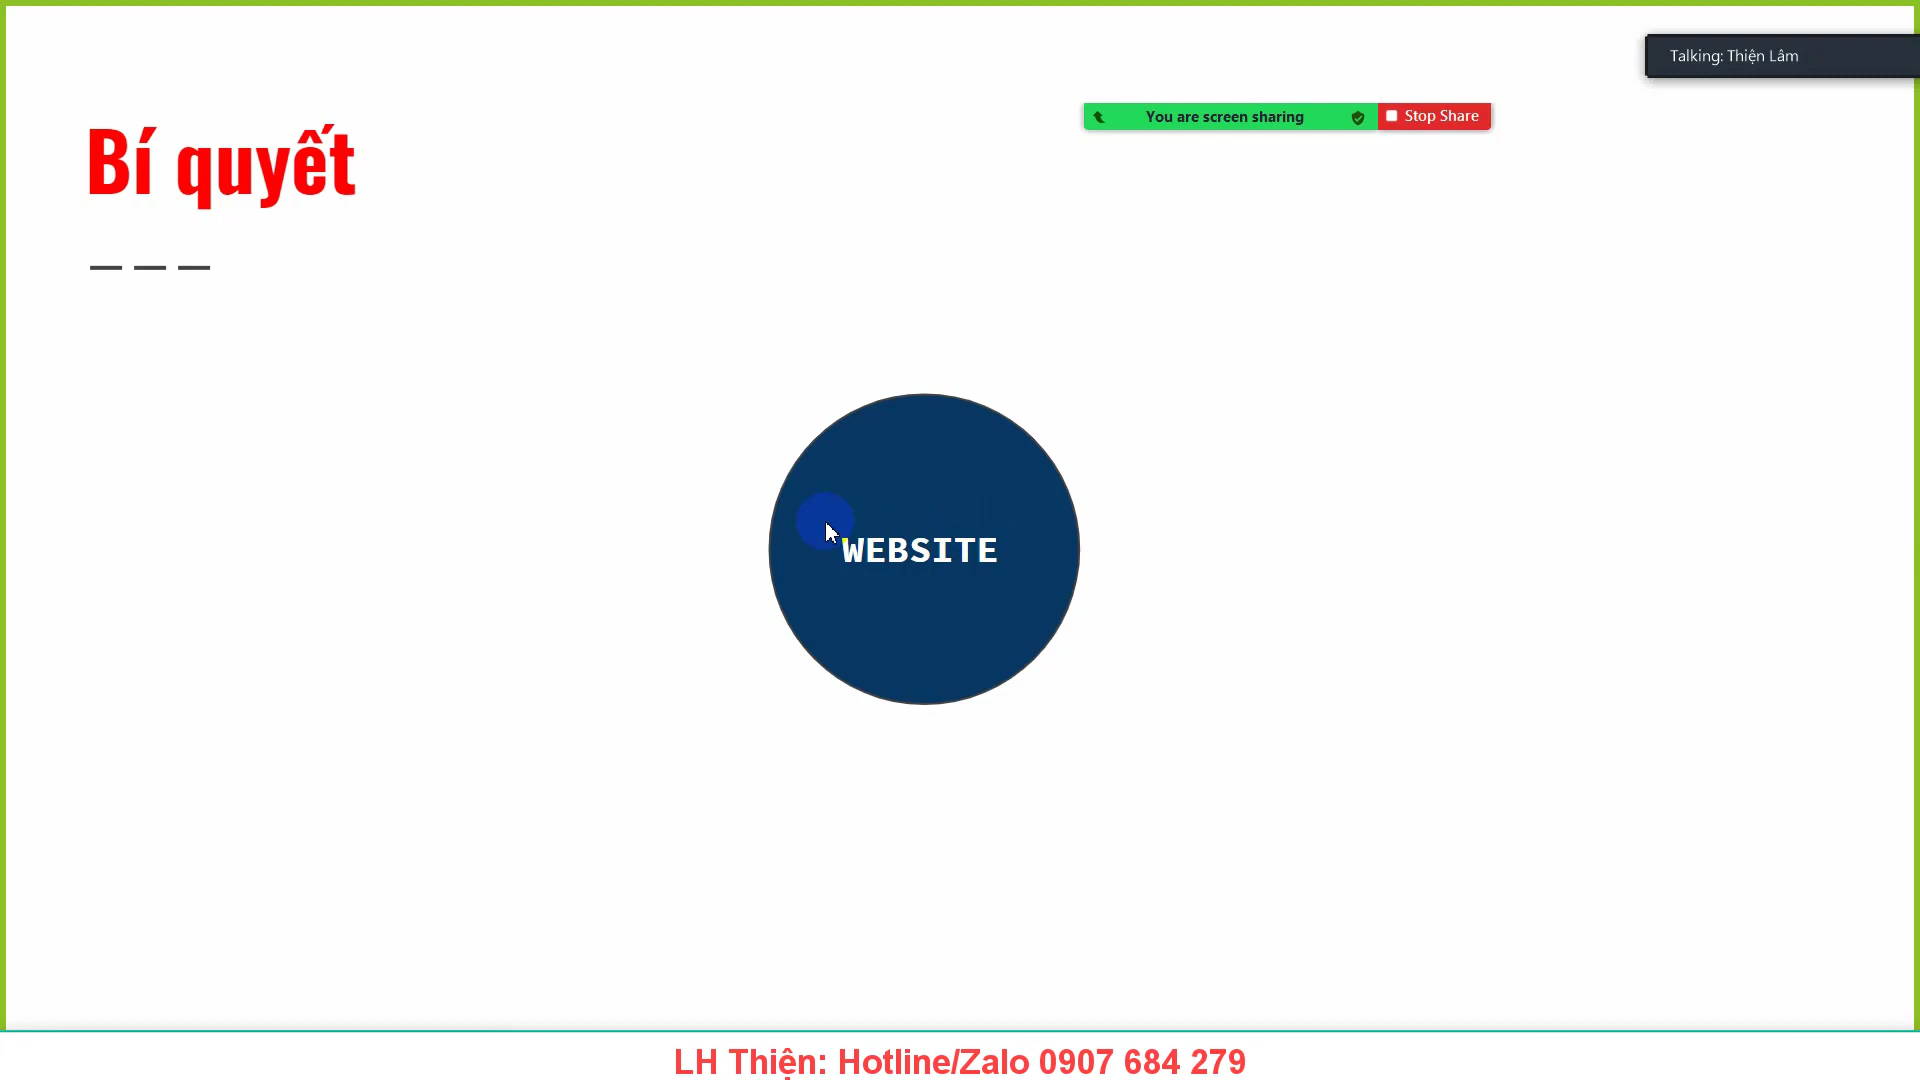 Talking: Thiện Lâm
You are screen sharing
Stop Share
Bí quyết
WEBSITE
LH Thiện: Hotline/Zalo 0907 684 279